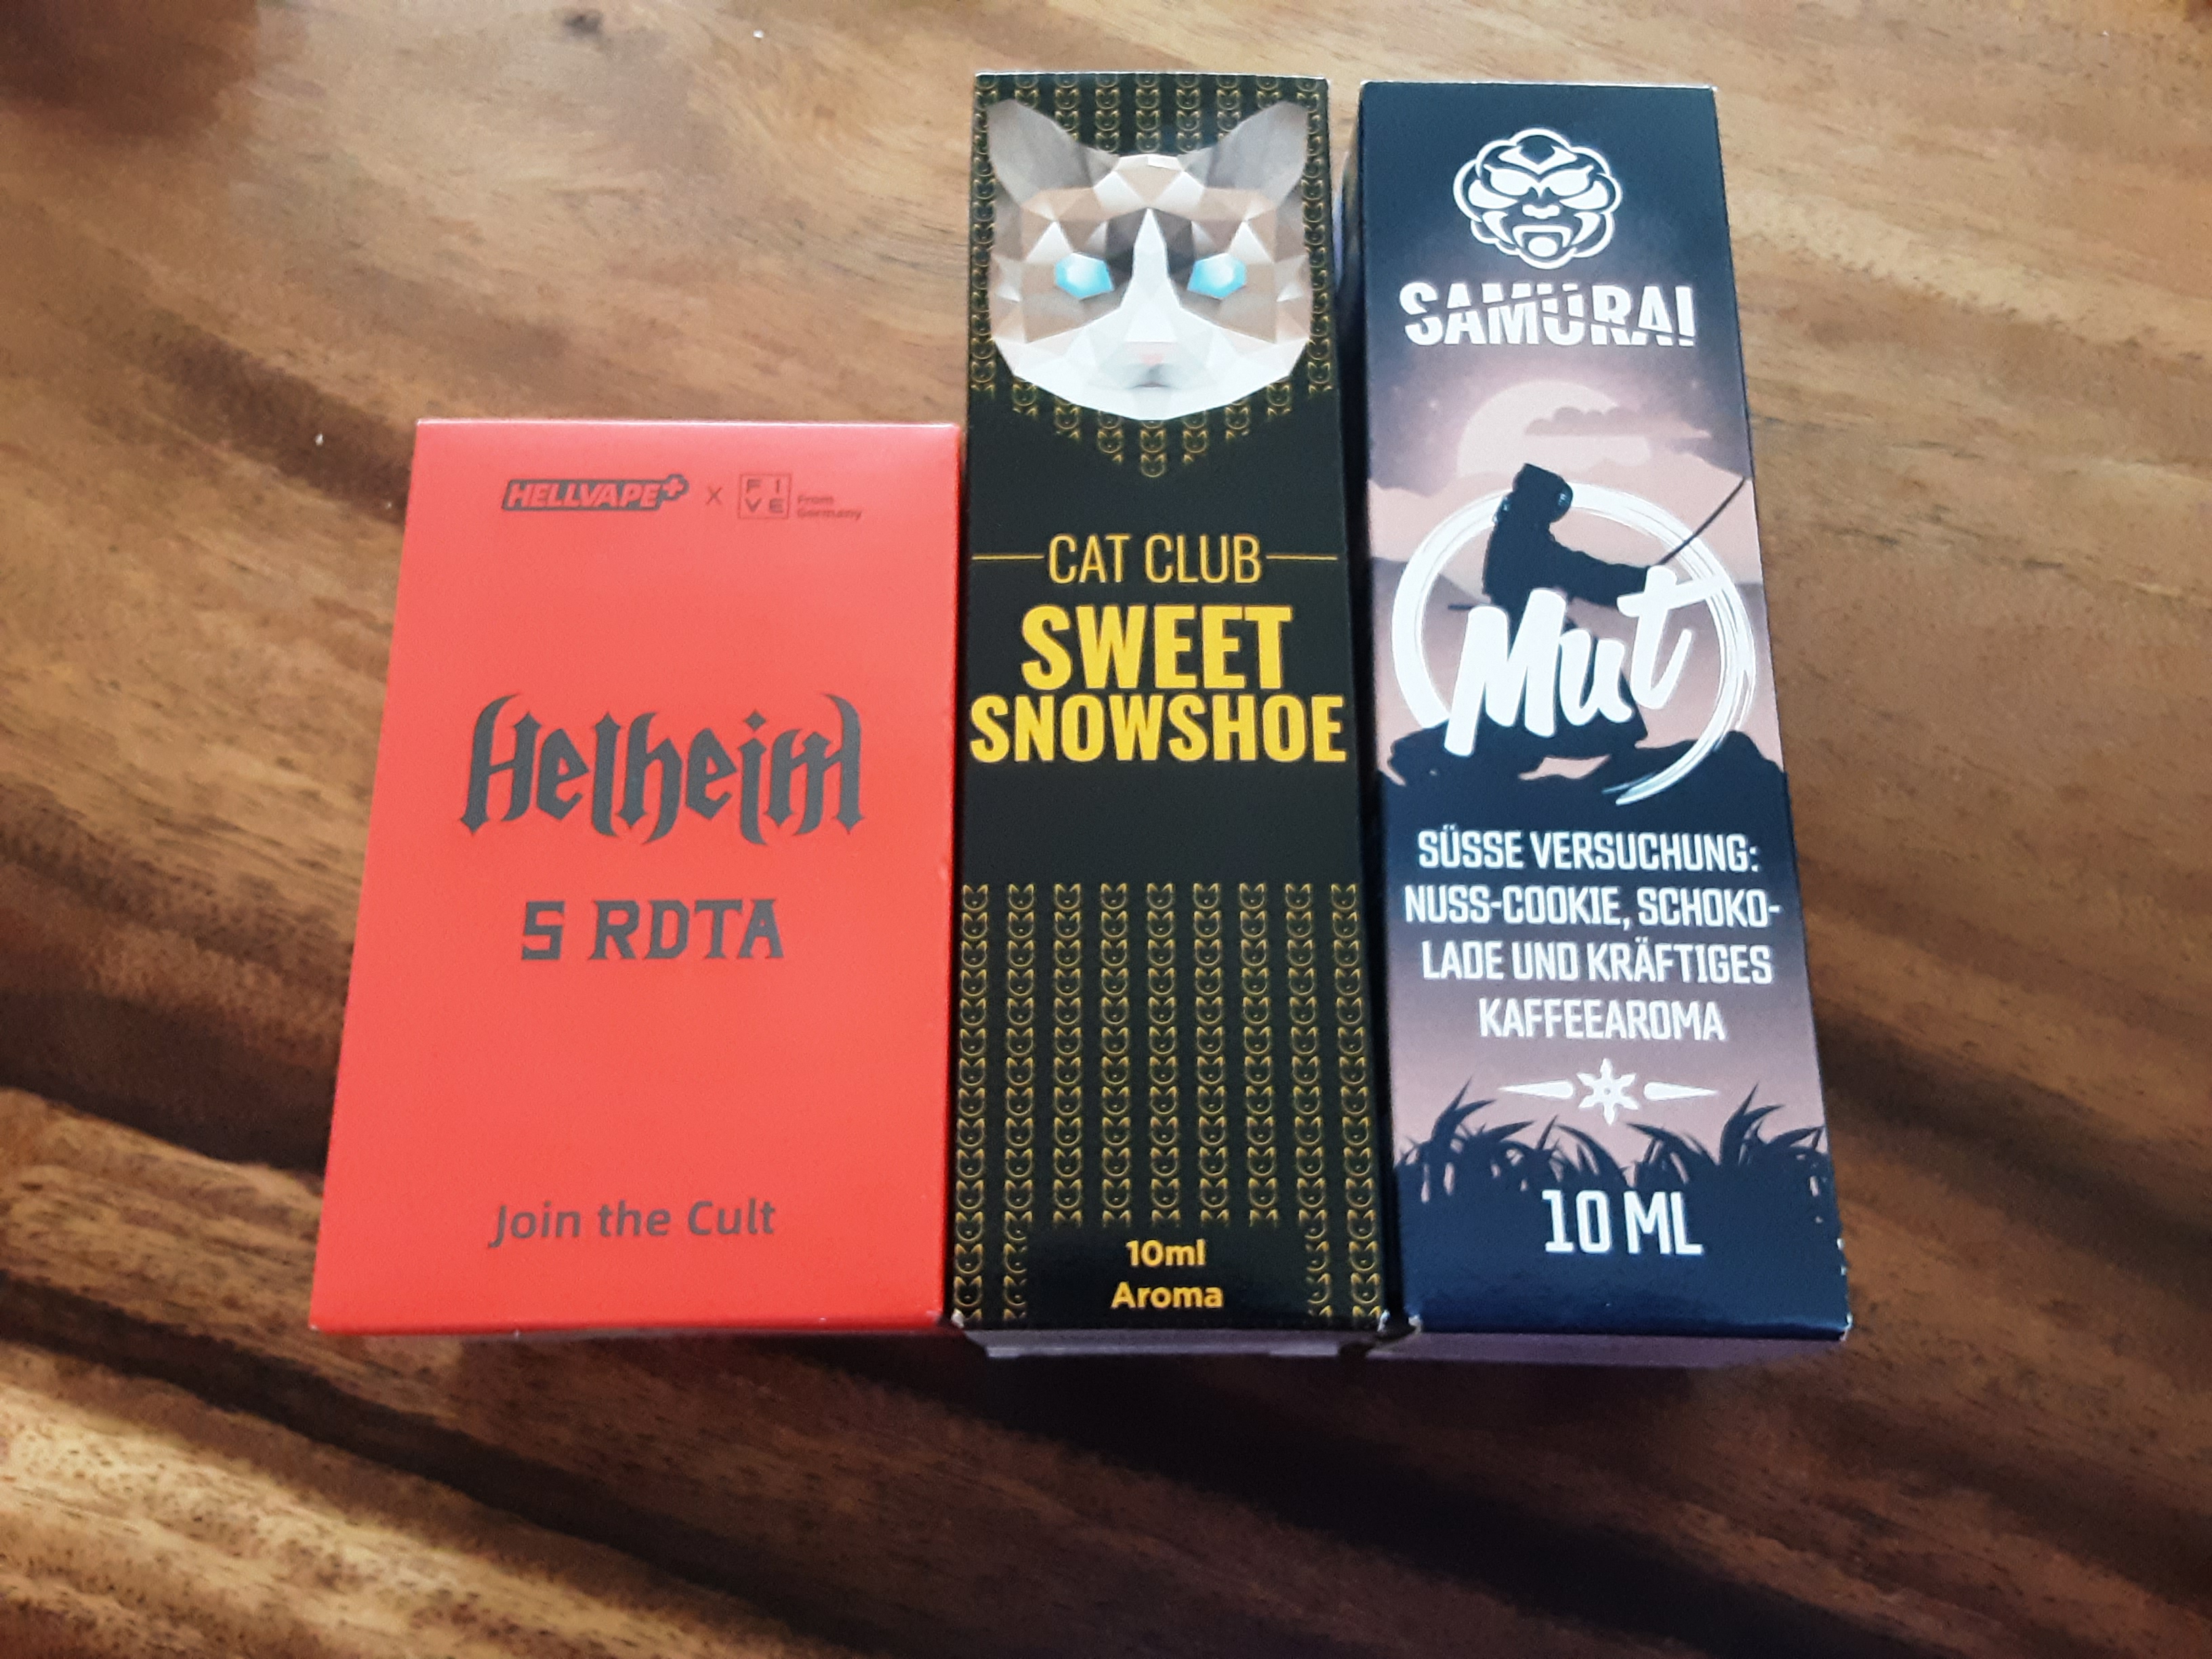 HELLVAPE+ X FIVE From Germany
Helheim
S RDTA
Join the Cult
CAT CLUB
SWEET
SNOWSHOE
10ml
Aroma
SAMURAI
Mut
SÜSSE VERSUCHUNG:
NUSS-COOKIE, SCHOKO-
LADE UND KRÄFTIGES
KAFFEEAROMA
10 ML